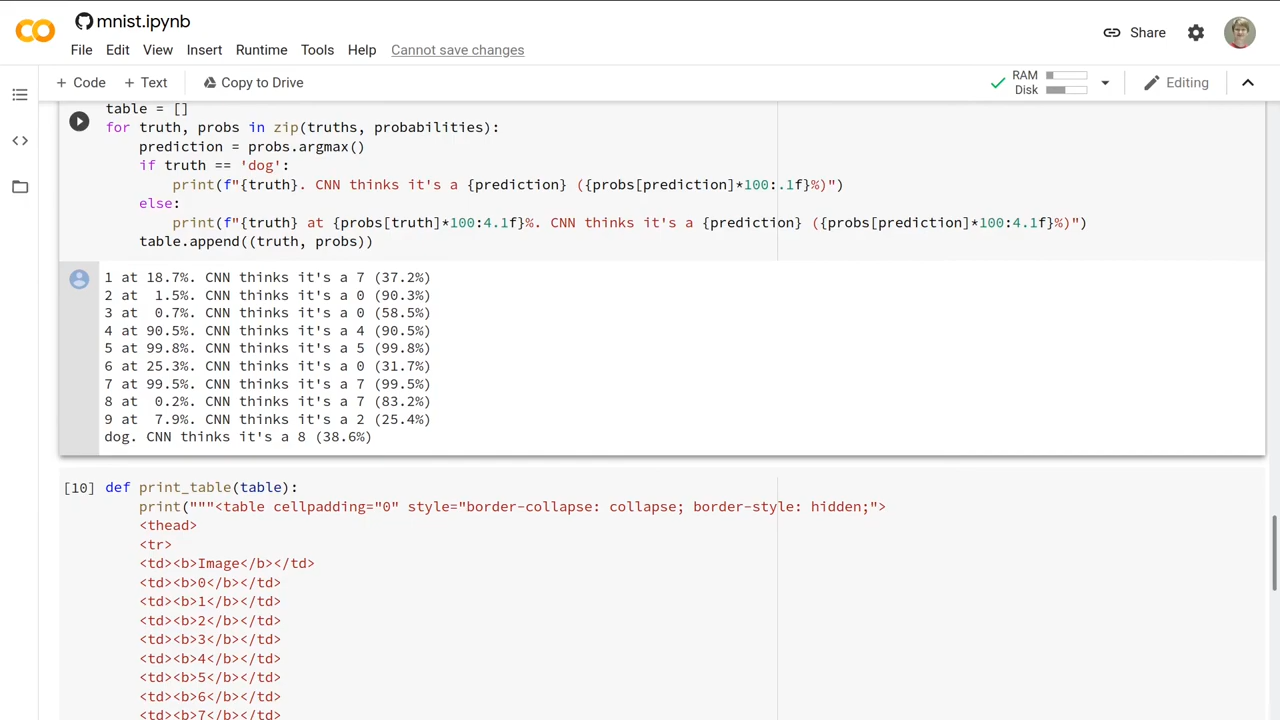 mnist.ipynb
File Edit View Insert Runtime Tools Help Cannot save changes
Share
+ Code + Text Copy to Drive
RAM
Disk
Editing
table = []
for truth, probs in zip(truths, probabilities):
    prediction = probs.argmax()
    if truth == 'dog':
        print(f"{truth}. CNN thinks it's a {prediction} ({probs[prediction]*100:.1f}%)")
    else:
        print(f"{truth} at {probs[truth]*100:4.1f}%. CNN thinks it's a {prediction} ({probs[prediction]*100:4.1f}%)")
    table.append((truth, probs))
1 at 18.7%. CNN thinks it's a 7 (37.2%)
2 at  1.5%. CNN thinks it's a 0 (90.3%)
3 at  0.7%. CNN thinks it's a 0 (58.5%)
4 at 90.5%. CNN thinks it's a 4 (90.5%)
5 at 99.8%. CNN thinks it's a 5 (99.8%)
6 at 25.3%. CNN thinks it's a 0 (31.7%)
7 at 99.5%. CNN thinks it's a 7 (99.5%)
8 at  0.2%. CNN thinks it's a 7 (83.2%)
9 at  7.9%. CNN thinks it's a 2 (25.4%)
dog. CNN thinks it's a 8 (38.6%)
[10] def print_table(table):
    print("""<table cellpadding="0" style="border-collapse: collapse; border-style: hidden;">
    <thead>
    <tr>
    <td><b>Image</b></td>
    <td><b>0</b></td>
    <td><b>1</b></td>
    <td><b>2</b></td>
    <td><b>3</b></td>
    <td><b>4</b></td>
    <td><b>5</b></td>
    <td><b>6</b></td>
    <td><b>7</b></td>